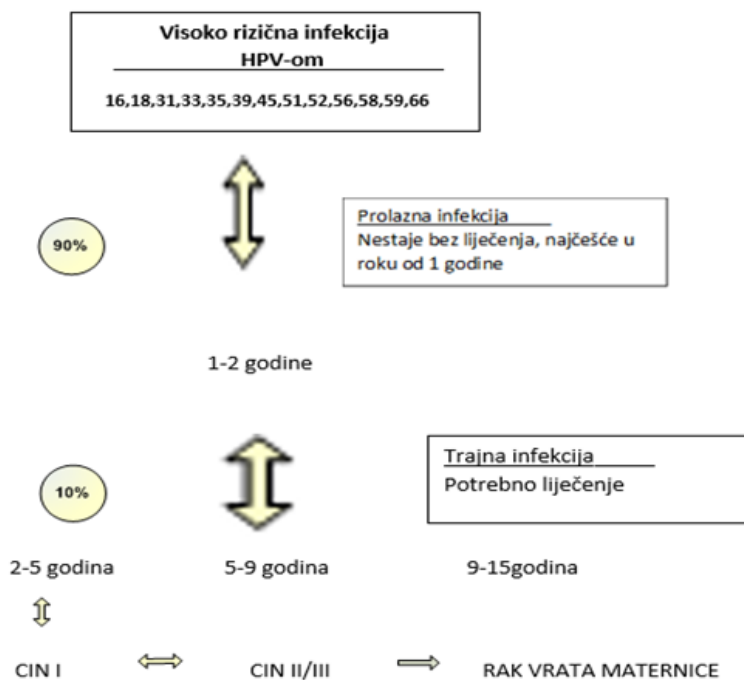 Visoko rizična infekcija
HPV-om
16,18,31,33,35,39,45,51,52,56,58,59,66
90%
Prolazna infekcija
Nestaje bez liječenja, najčešće u
roku od 1 godine
1-2 godine
10%
Trajna infekcija
Potrebno liječenje
2-5 godina
5-9 godina
9-15godina
CIN I
CIN II/III
RAK VRATA MATERNICE